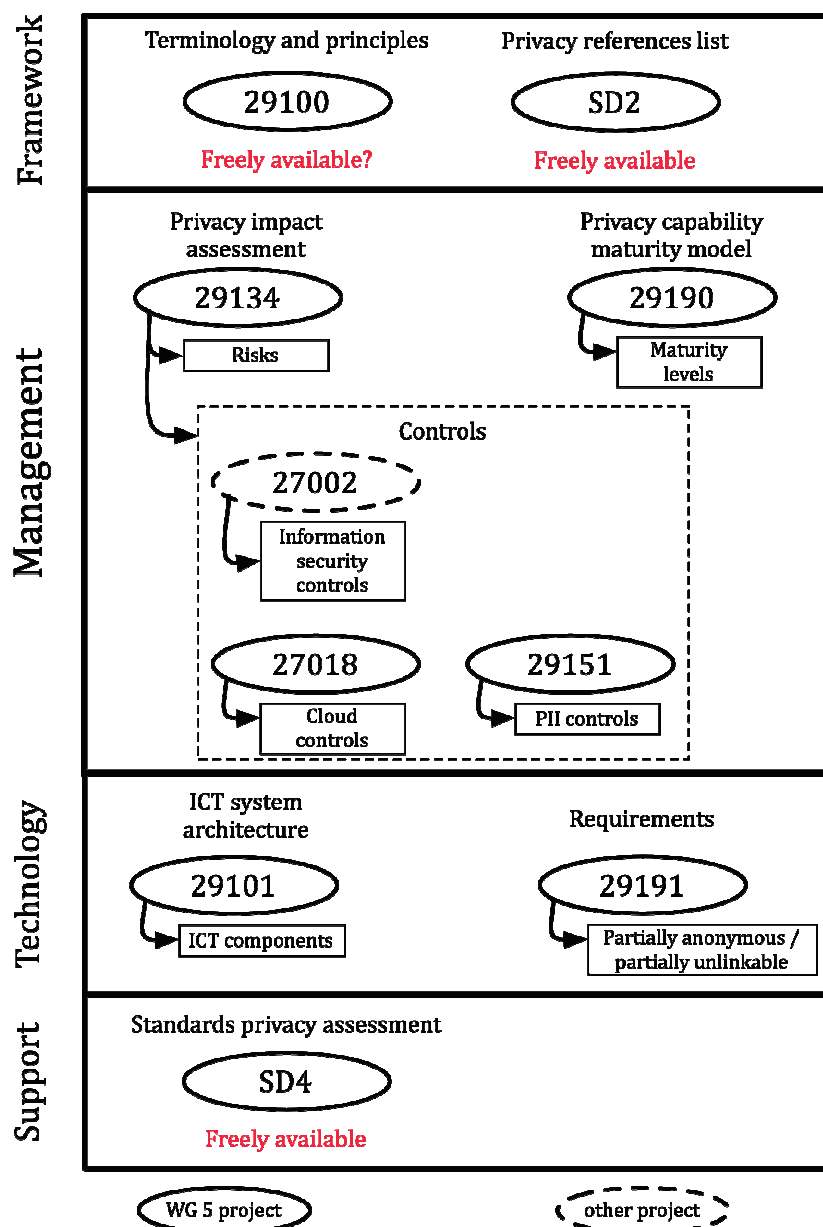 Framework
Terminology and principles
29100
Freely available?
Privacy references list
SD2
Freely available
Management
Privacy impact
assessment
29134
Risks
Privacy capability
maturity model
29190
Maturity
levels
Controls
27002
Information
security
controls
27018
Cloud
controls
29151
PII controls
Technology
ICT system
architecture
29101
ICT components
Requirements
29191
Partially anonymous /
partially unlinkable
Support
Standards privacy assessment
SD4
Freely available
WG 5 project
other project